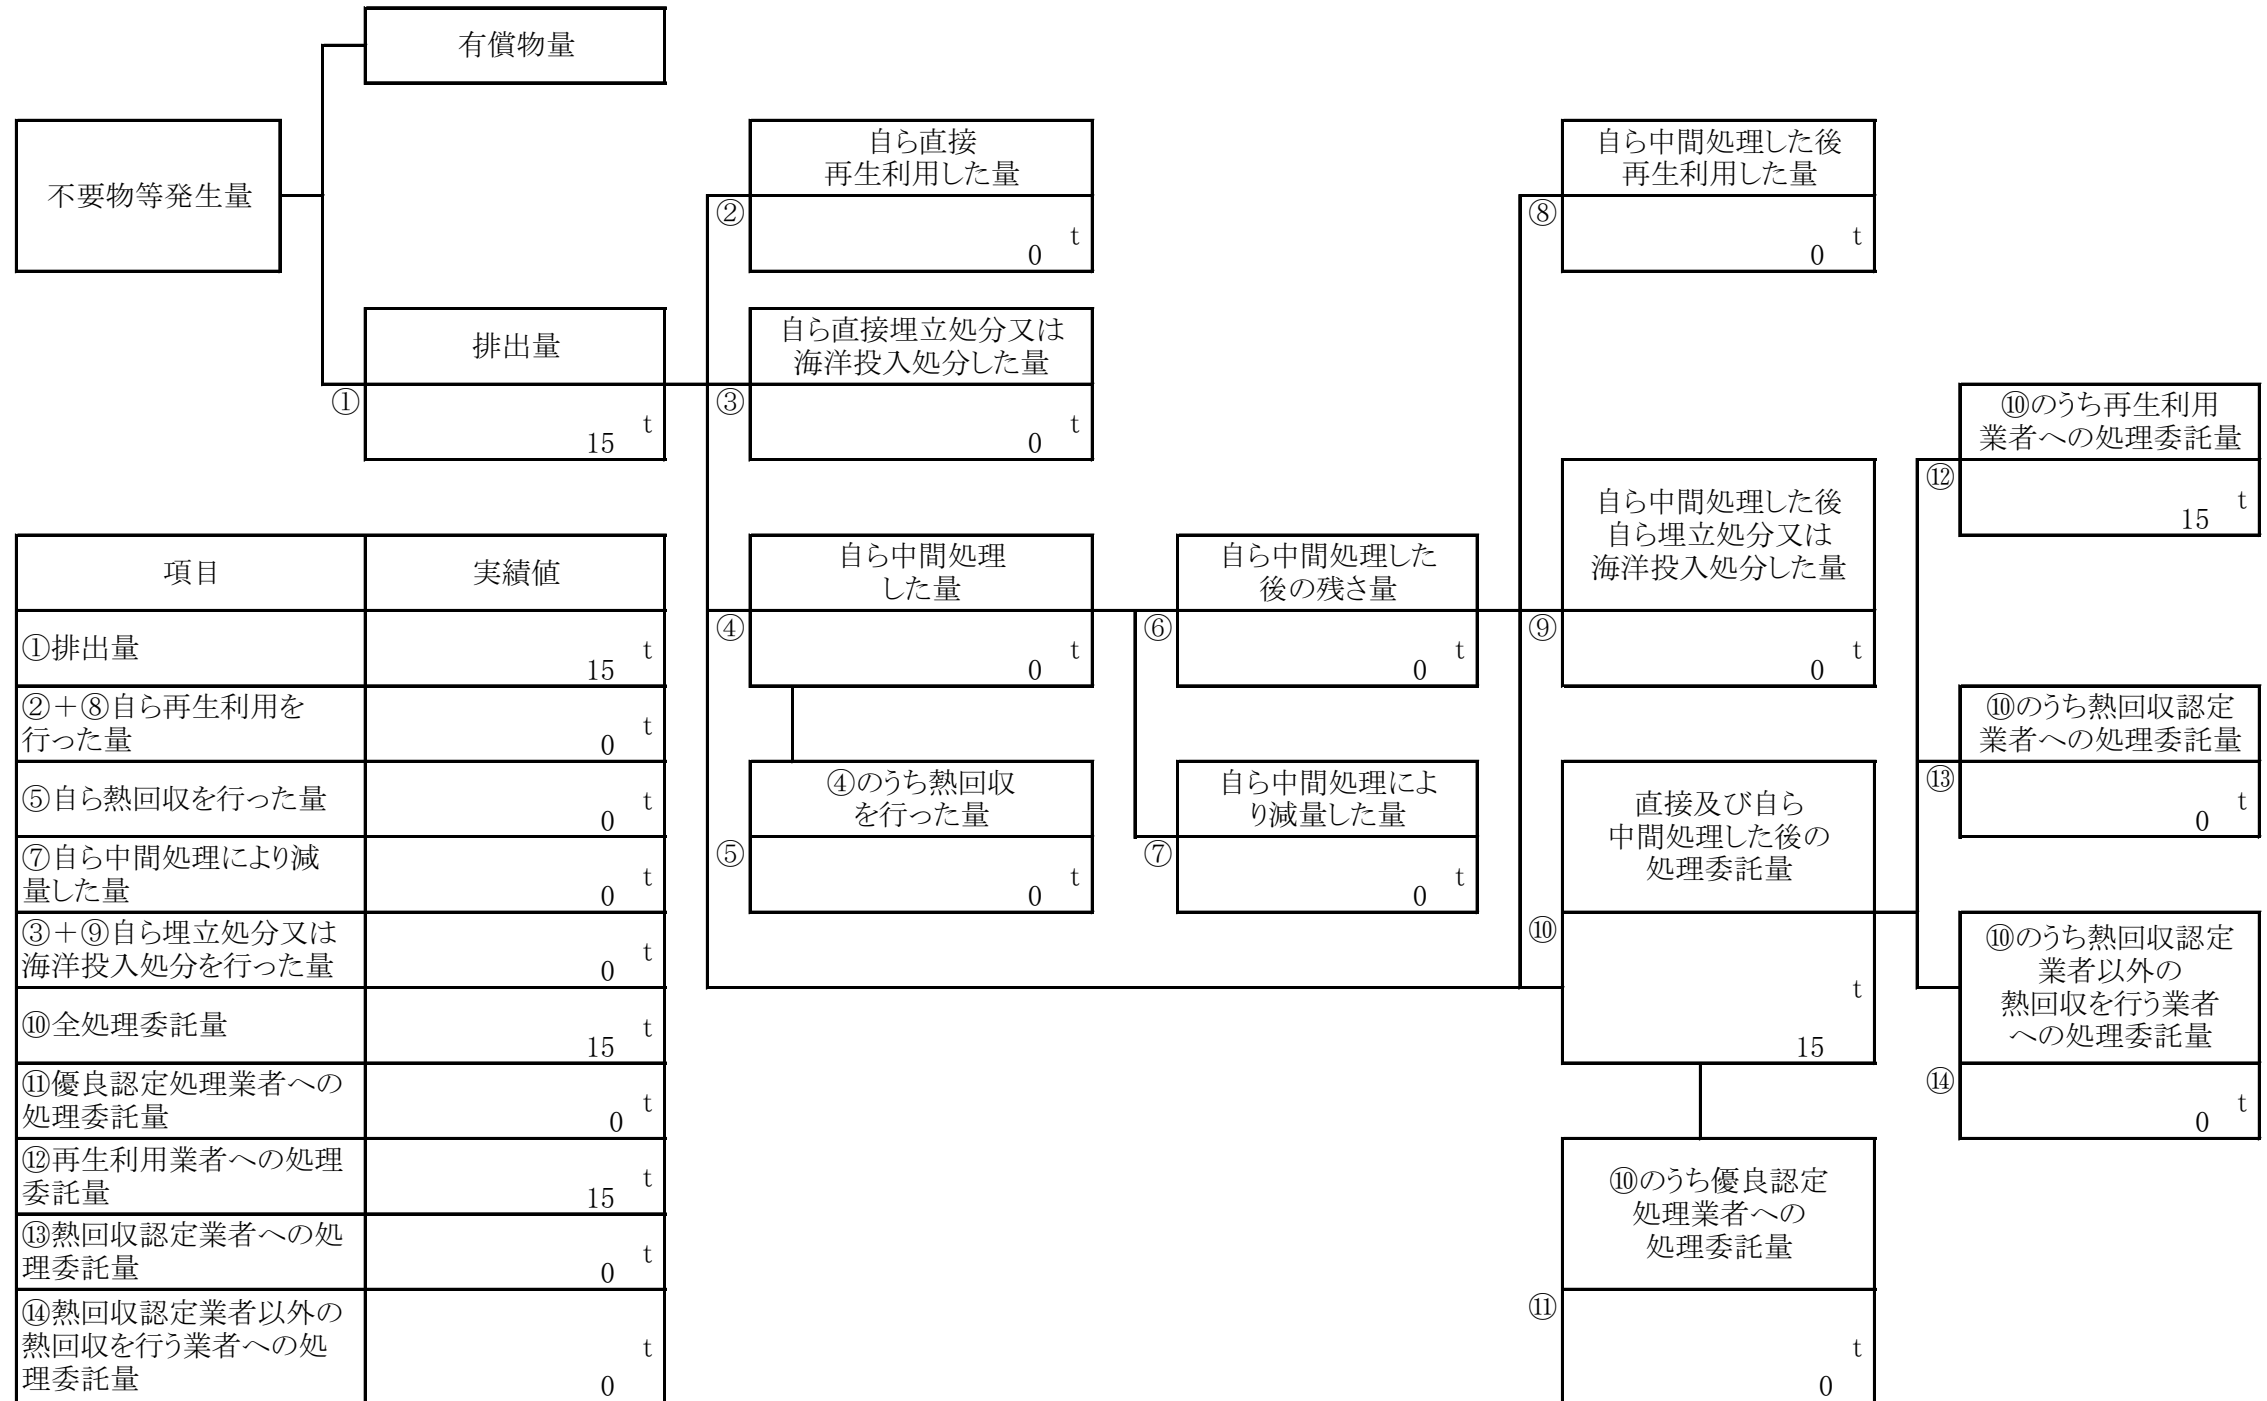 有償物量
不要物等発生量
排出量
①
15 t
自ら直接
再生利用した量
②
0 t
自ら直接埋立処分又は
海洋投入処分した量
③
0 t
自ら中間処理
した量
④
0 t
④のうち熱回収
を行った量
⑤
0 t
自ら中間処理した
後の残さ量
⑥
0 t
自ら中間処理によ
り減量した量
⑦
0 t
自ら中間処理した後
再生利用した量
⑧
0 t
自ら中間処理した後
自ら埋立処分又は
海洋投入処分した量
⑨
0 t
直接及び自ら
中間処理した後の
処理委託量
⑩
t
15
⑩のうち優良認定
処理業者への
処理委託量
⑪
t
0
⑩のうち再生利用
業者への処理委託量
⑫
15 t
⑩のうち熱回収認定
業者への処理委託量
⑬
0 t
⑩のうち熱回収認定
業者以外の
熱回収を行う業者
への処理委託量
⑭
0 t
項目 実績値
①排出量 15 t
②＋⑧自ら再生利用を
行った量 0 t
⑤自ら熱回収を行った量 0 t
⑦自ら中間処理により減
量した量 0 t
③＋⑨自ら埋立処分又は
海洋投入処分を行った量 0 t
⑩全処理委託量 15 t
⑪優良認定処理業者への
処理委託量 0 t
⑫再生利用業者への処理
委託量 15 t
⑬熱回収認定業者への処
理委託量 0 t
⑭熱回収認定業者以外の
熱回収を行う業者への処
理委託量 0 t